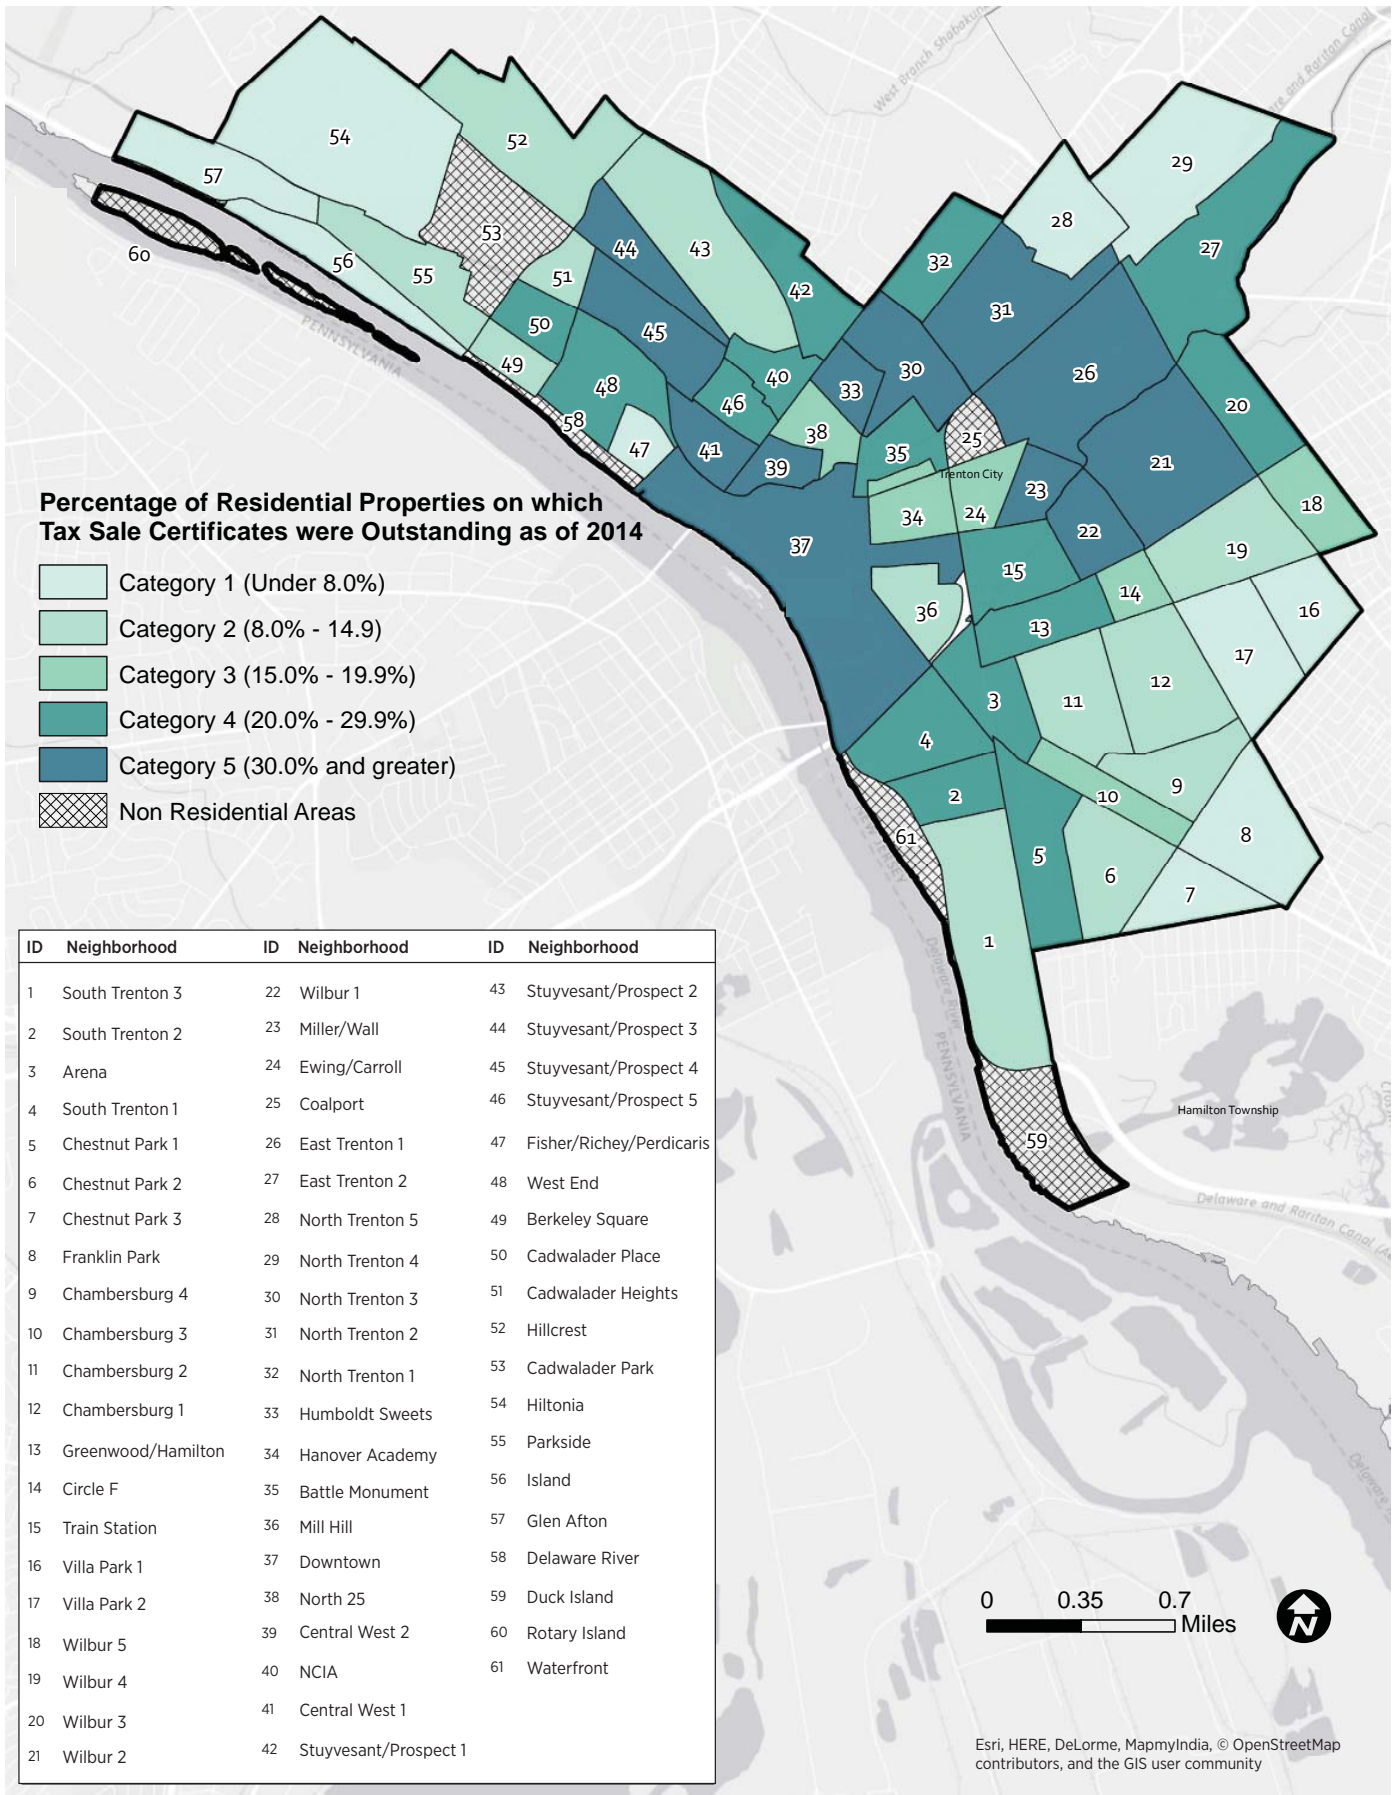 West Branch Shabakunk
Delaware and Raritan Canal
54
52
57
53
60
56
55
51
44
43
42
50
45
49
48
40
46
58
47
41
39
38
33
30
32
31
28
29
27
26
20
25
35
Trenton City
23
21
18
34
24
22
19
37
15
14
16
36
13
17
12
3
11
4
2
10
9
61
5
6
8
7
1
59
PENNSYLVANIA
NEW JERSEY
Delaware River
PENNSYLVANIA
Hamilton Township
Delaware and Raritan Canal
Delaware
Percentage of Residential Properties on which
Tax Sale Certificates were Outstanding as of 2014
Category 1 (Under 8.0%)
Category 2 (8.0% - 14.9)
Category 3 (15.0% - 19.9%)
Category 4 (20.0% - 29.9%)
Category 5 (30.0% and greater)
Non Residential Areas
ID Neighborhood
1 South Trenton 3
2 South Trenton 2
3 Arena
4 South Trenton 1
5 Chestnut Park 1
6 Chestnut Park 2
7 Chestnut Park 3
8 Franklin Park
9 Chambersburg 4
10 Chambersburg 3
11 Chambersburg 2
12 Chambersburg 1
13 Greenwood/Hamilton
14 Circle F
15 Train Station
16 Villa Park 1
17 Villa Park 2
18 Wilbur 5
19 Wilbur 4
20 Wilbur 3
21 Wilbur 2
ID Neighborhood
22 Wilbur 1
23 Miller/Wall
24 Ewing/Carroll
25 Coalport
26 East Trenton 1
27 East Trenton 2
28 North Trenton 5
29 North Trenton 4
30 North Trenton 3
31 North Trenton 2
32 North Trenton 1
33 Humboldt Sweets
34 Hanover Academy
35 Battle Monument
36 Mill Hill
37 Downtown
38 North 25
39 Central West 2
40 NCIA
41 Central West 1
42 Stuyvesant/Prospect 1
ID Neighborhood
43 Stuyvesant/Prospect 2
44 Stuyvesant/Prospect 3
45 Stuyvesant/Prospect 4
46 Stuyvesant/Prospect 5
47 Fisher/Richey/Perdicaris
48 West End
49 Berkeley Square
50 Cadwalader Place
51 Cadwalader Heights
52 Hillcrest
53 Cadwalader Park
54 Hiltonia
55 Parkside
56 Island
57 Glen Afton
58 Delaware River
59 Duck Island
60 Rotary Island
61 Waterfront
0 0.35 0.7
Miles
N
Esri, HERE, DeLorme, MapmyIndia, © OpenStreetMap
contributors, and the GIS user community